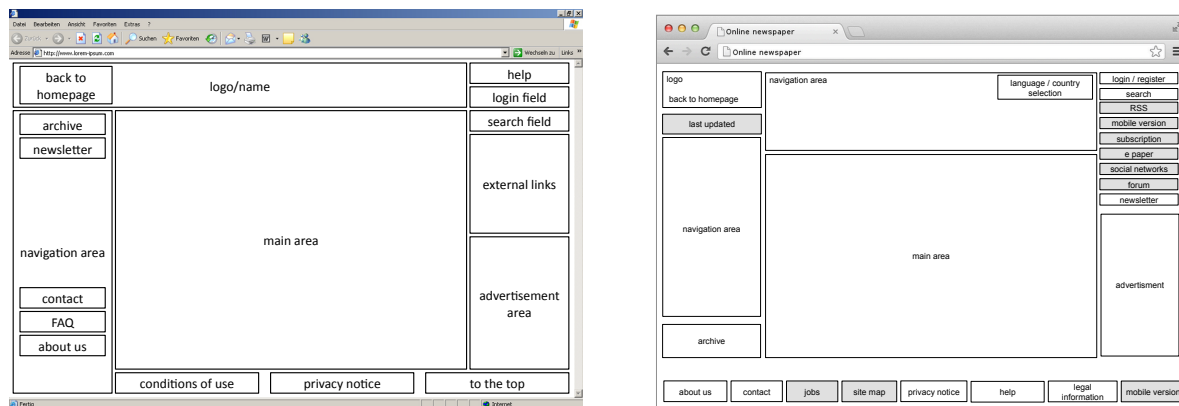 Datei Bearbeiten Ansicht Favoriten Extras ?
Zurück Suchen Favoriten
Adresse http://www.lorem-ipsum.com Wechseln zu Links
back to
homepage
logo/name
help
login field
archive
newsletter
navigation area
contact
FAQ
about us
main area
search field
external links
advertisement
area
conditions of use
privacy notice
to the top
Fertig Internet
Online newspaper
Online newspaper
logo
back to homepage
navigation area
language / country
selection
login / register
search
RSS
mobile version
subscription
e paper
social networks
forum
newsletter
last updated
navigation area
main area
advertisment
archive
about us
contact
jobs
site map
privacy notice
help
legal
information
mobile version